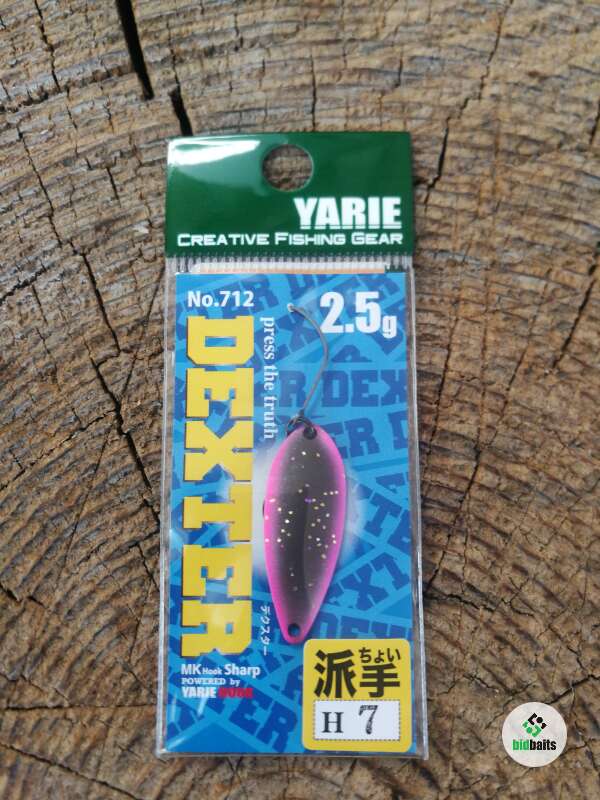 YARIE
CREATIVE FISHING GEAR
No.712
2.5g
DEXTER
press the truth
デクスター
MK Hook Sharp
POWERED by
YARIE
ちょい
派手
H 7
bidbaits